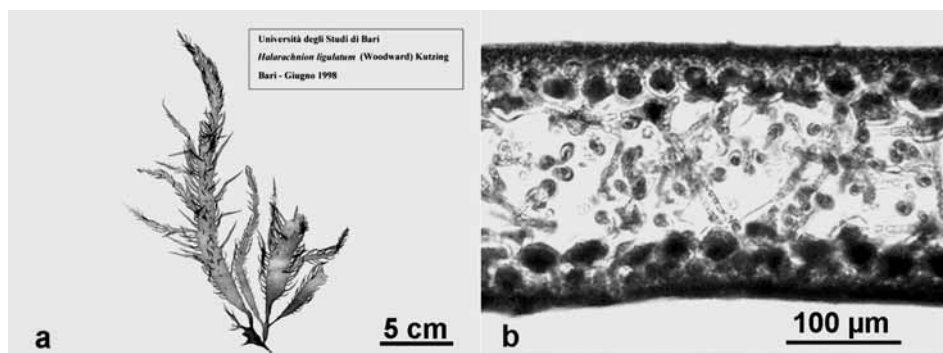 Università degli Studi di Bari
Halarachnion ligulatum (Woodward) Kutzing
Bari - Giugno 1998
a
5 cm
b
100 µm